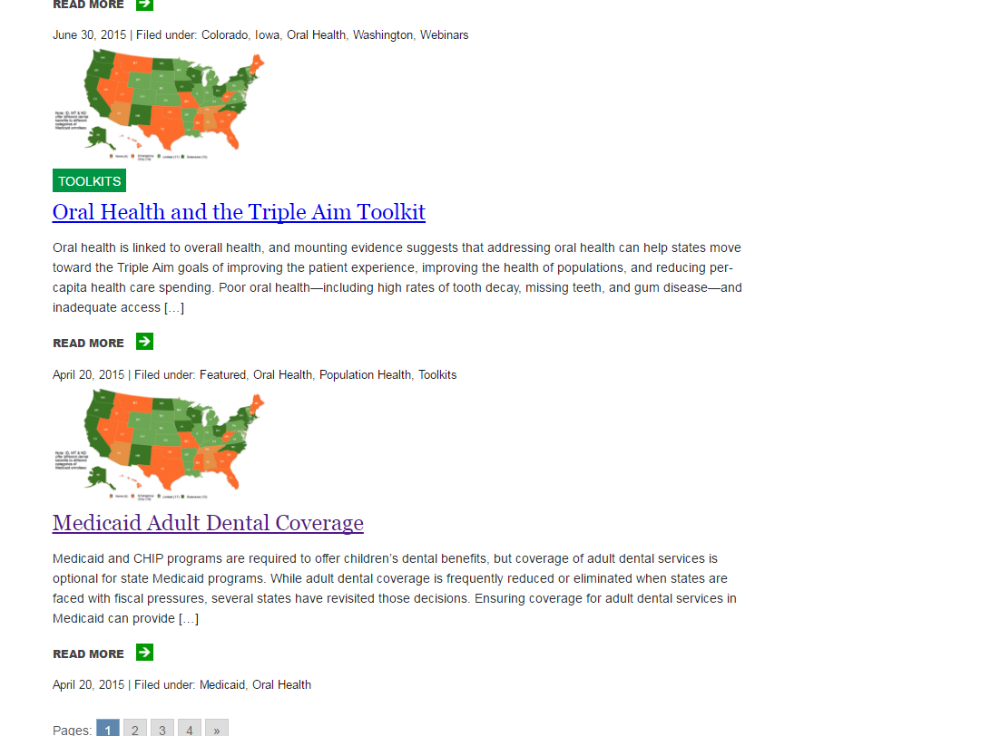 READ MORE
June 30, 2015 | Filed under: Colorado, Iowa, Oral Health, Washington, Webinars
TOOLKITS
Oral Health and the Triple Aim Toolkit
Oral health is linked to overall health, and mounting evidence suggests that addressing oral health can help states move
toward the Triple Aim goals of improving the patient experience, improving the health of populations, and reducing per-
capita health care spending. Poor oral health—including high rates of tooth decay, missing teeth, and gum disease—and
inadequate access […]
READ MORE
April 20, 2015 | Filed under: Featured, Oral Health, Population Health, Toolkits
Medicaid Adult Dental Coverage
Medicaid and CHIP programs are required to offer children’s dental benefits, but coverage of adult dental services is
optional for state Medicaid programs. While adult dental coverage is frequently reduced or eliminated when states are
faced with fiscal pressures, several states have revisited those decisions. Ensuring coverage for adult dental services in
Medicaid can provide […]
READ MORE
April 20, 2015 | Filed under: Medicaid, Oral Health
Pages: 1 2 3 4 »